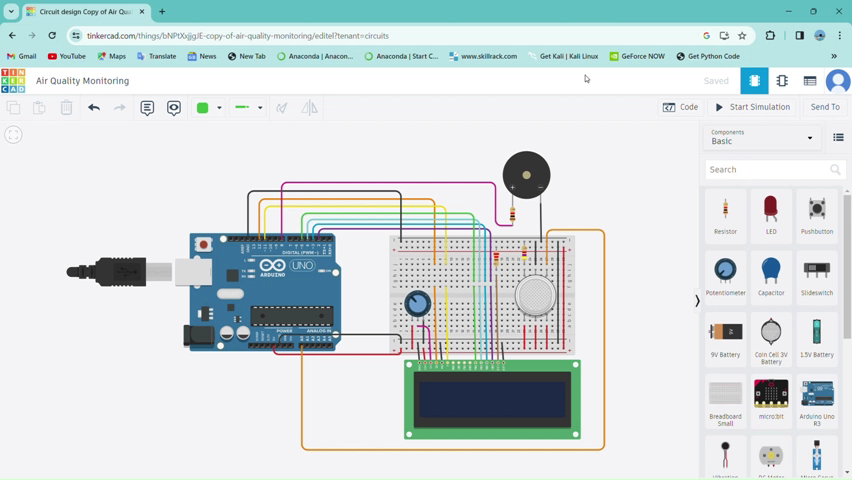 Circuit design Copy of Air Qua
tinkercad.com/things/bNPtXxjjgJE-copy-of-air-quality-monitoring/editel?tenant=circuits
Gmail YouTube Maps Translate News New Tab Anaconda | Anacon... Anaconda | Start C... www.skillrack.com Get Kali | Kali Linux GeForce NOW Get Python Code
TIN
KER
CAD
Air Quality Monitoring
Saved
Code
Start Simulation
Send To
Components
Basic
Search
Resistor LED Pushbutton
Potentiometer Capacitor Slideswitch
9V Battery Coin Cell 3V Battery 1.5V Battery
Breadboard Small micro:bit Arduino Uno R3
DIGITAL (PWM~)
UNO
ARDUINO
POWER ANALOG IN